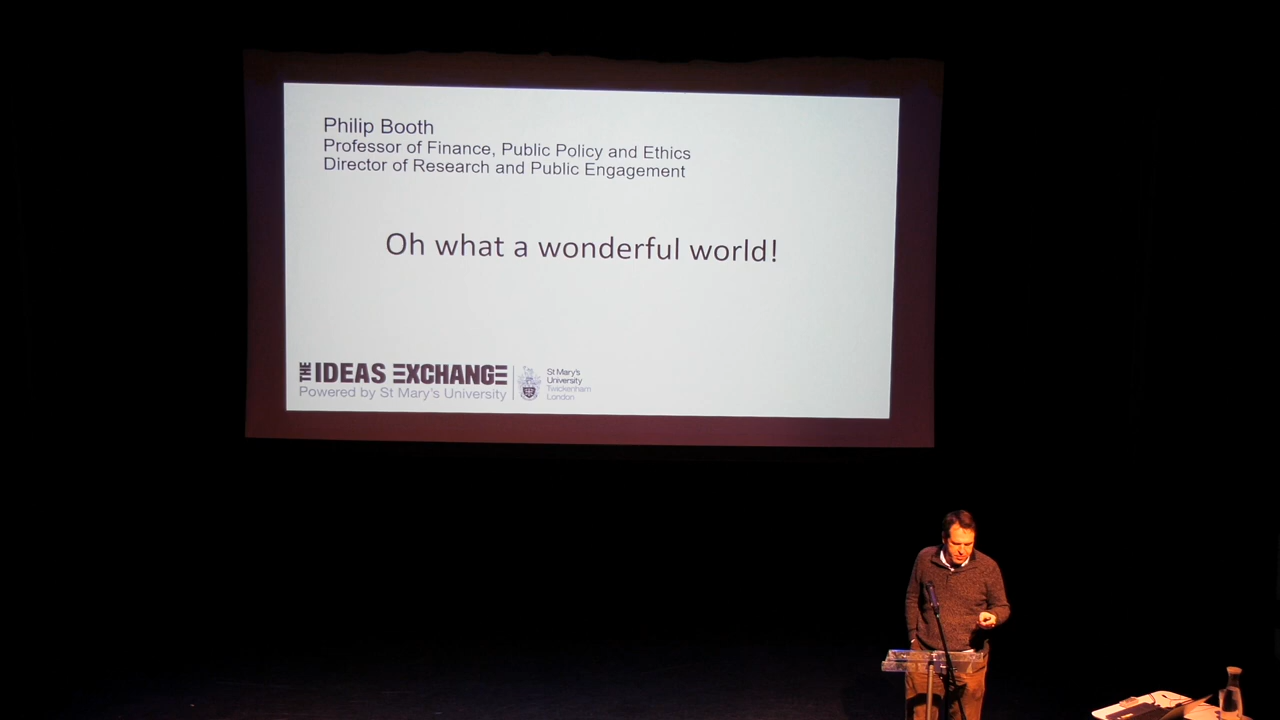 Philip Booth
Professor of Finance, Public Policy and Ethics
Director of Research and Public Engagement
Oh what a wonderful world!
THE IDEAS EXCHANGE
Powered by St Mary's University
St Mary's
University
Twickenham
London